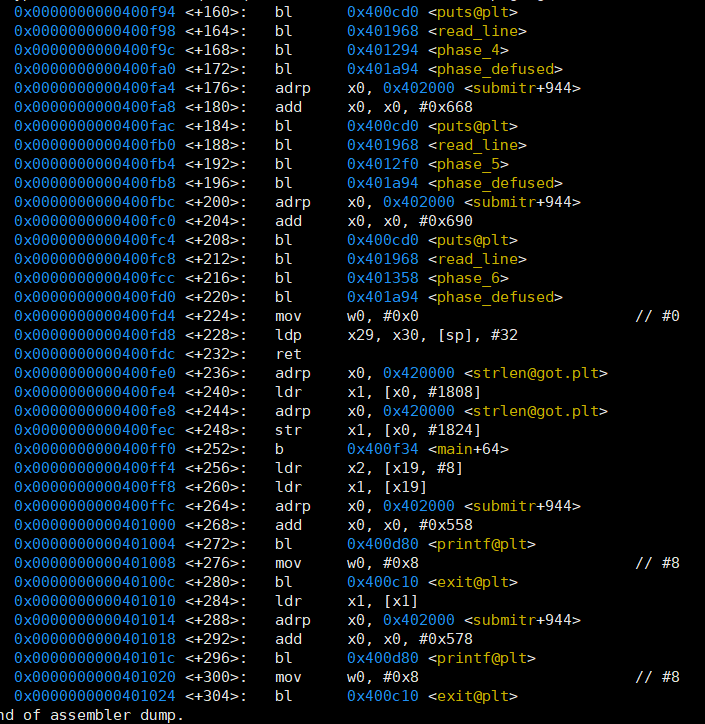 0x0000000000400f94 <+160>: bl 0x400cd0 <puts@plt>
0x0000000000400f98 <+164>: bl 0x401968 <read_line>
0x0000000000400f9c <+168>: bl 0x401294 <phase_4>
0x0000000000400fa0 <+172>: bl 0x401a94 <phase_defused>
0x0000000000400fa4 <+176>: adrp x0, 0x402000 <submitr+944>
0x0000000000400fa8 <+180>: add x0, x0, #0x668
0x0000000000400fac <+184>: bl 0x400cd0 <puts@plt>
0x0000000000400fb0 <+188>: bl 0x401968 <read_line>
0x0000000000400fb4 <+192>: bl 0x4012f0 <phase_5>
0x0000000000400fb8 <+196>: bl 0x401a94 <phase_defused>
0x0000000000400fbc <+200>: adrp x0, 0x402000 <submitr+944>
0x0000000000400fc0 <+204>: add x0, x0, #0x690
0x0000000000400fc4 <+208>: bl 0x400cd0 <puts@plt>
0x0000000000400fc8 <+212>: bl 0x401968 <read_line>
0x0000000000400fcc <+216>: bl 0x401358 <phase_6>
0x0000000000400fd0 <+220>: bl 0x401a94 <phase_defused>
0x0000000000400fd4 <+224>: mov w0, #0x0 // #0
0x0000000000400fd8 <+228>: ldp x29, x30, [sp], #32
0x0000000000400fdc <+232>: ret
0x0000000000400fe0 <+236>: adrp x0, 0x420000 <strlen@got.plt>
0x0000000000400fe4 <+240>: ldr x1, [x0, #1808]
0x0000000000400fe8 <+244>: adrp x0, 0x420000 <strlen@got.plt>
0x0000000000400fec <+248>: str x1, [x0, #1824]
0x0000000000400ff0 <+252>: b 0x400f34 <main+64>
0x0000000000400ff4 <+256>: ldr x2, [x19, #8]
0x0000000000400ff8 <+260>: ldr x1, [x19]
0x0000000000400ffc <+264>: adrp x0, 0x402000 <submitr+944>
0x0000000000401000 <+268>: add x0, x0, #0x558
0x0000000000401004 <+272>: bl 0x400d80 <printf@plt>
0x0000000000401008 <+276>: mov w0, #0x8 // #8
0x000000000040100c <+280>: bl 0x400c10 <exit@plt>
0x0000000000401010 <+284>: ldr x1, [x1]
0x0000000000401014 <+288>: adrp x0, 0x402000 <submitr+944>
0x0000000000401018 <+292>: add x0, x0, #0x578
0x000000000040101c <+296>: bl 0x400d80 <printf@plt>
0x0000000000401020 <+300>: mov w0, #0x8 // #8
0x0000000000401024 <+304>: bl 0x400c10 <exit@plt>
nd of assembler dump.